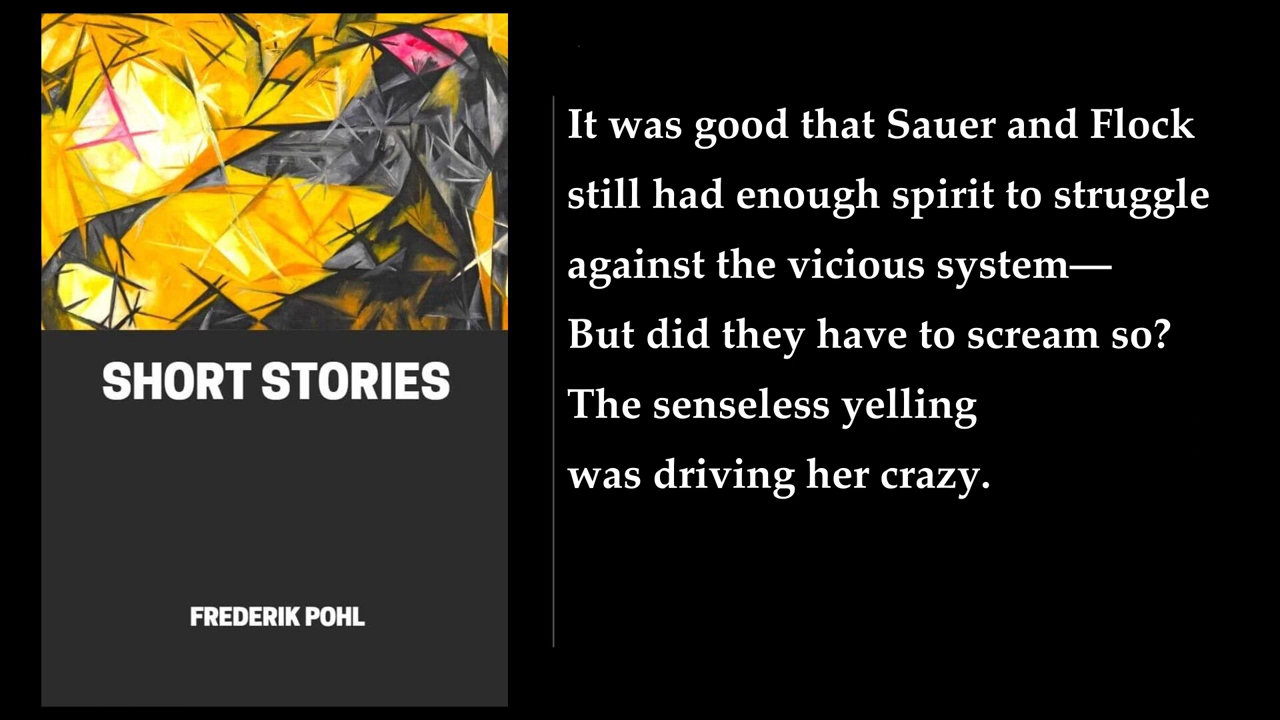 SHORT STORIES
FREDERIK POHL
It was good that Sauer and Flock
still had enough spirit to struggle
against the vicious system—
But did they have to scream so?
The senseless yelling
was driving her crazy.